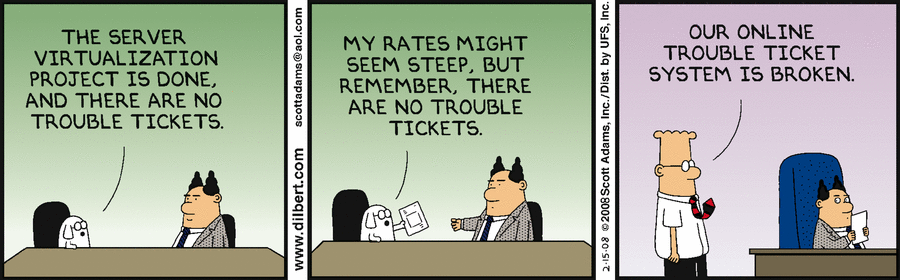 THE SERVER
VIRTUALIZATION
PROJECT IS DONE,
AND THERE ARE NO
TROUBLE TICKETS.
www.dilbert.com
scottadams@aol.com
MY RATES MIGHT
SEEM STEEP, BUT
REMEMBER, THERE
ARE NO TROUBLE
TICKETS.
2-15-08 ©2008 Scott Adams, Inc./Dist. by UFS, Inc.
OUR ONLINE
TROUBLE TICKET
SYSTEM IS BROKEN.